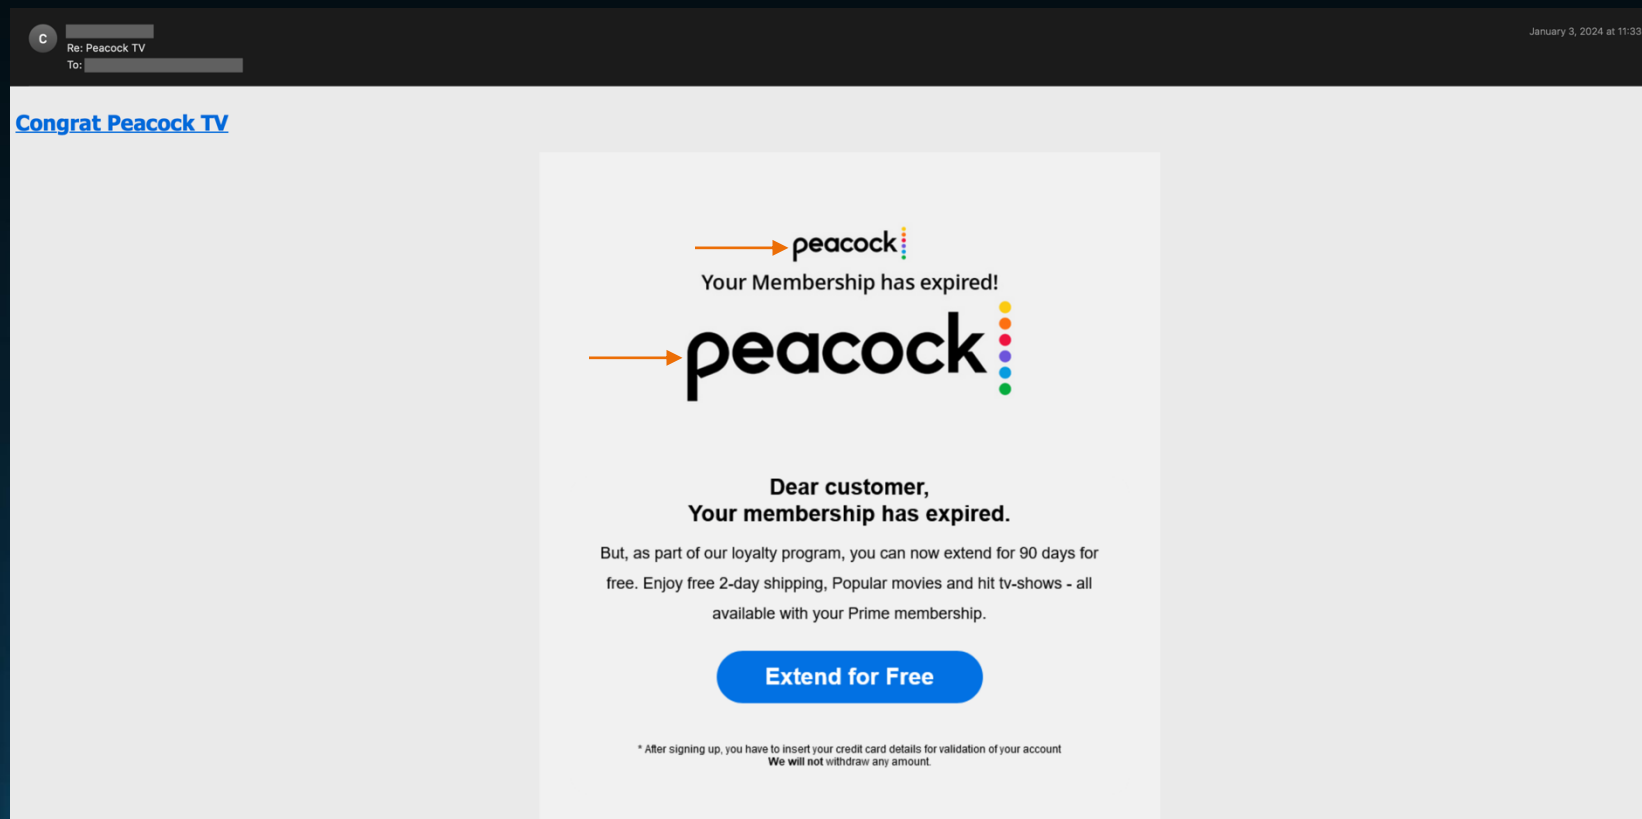 C
January 3, 2024 at 11:33
Re: Peacock TV
To:
Congrat Peacock TV
peacock
Your Membership has expired!
peacock
Dear customer,
Your membership has expired.
But, as part of our loyalty program, you can now extend for 90 days for
free. Enjoy free 2-day shipping, Popular movies and hit tv-shows - all
available with your Prime membership.
Extend for Free
* After signing up, you have to insert your credit card details for validation of your account
We will not withdraw any amount.